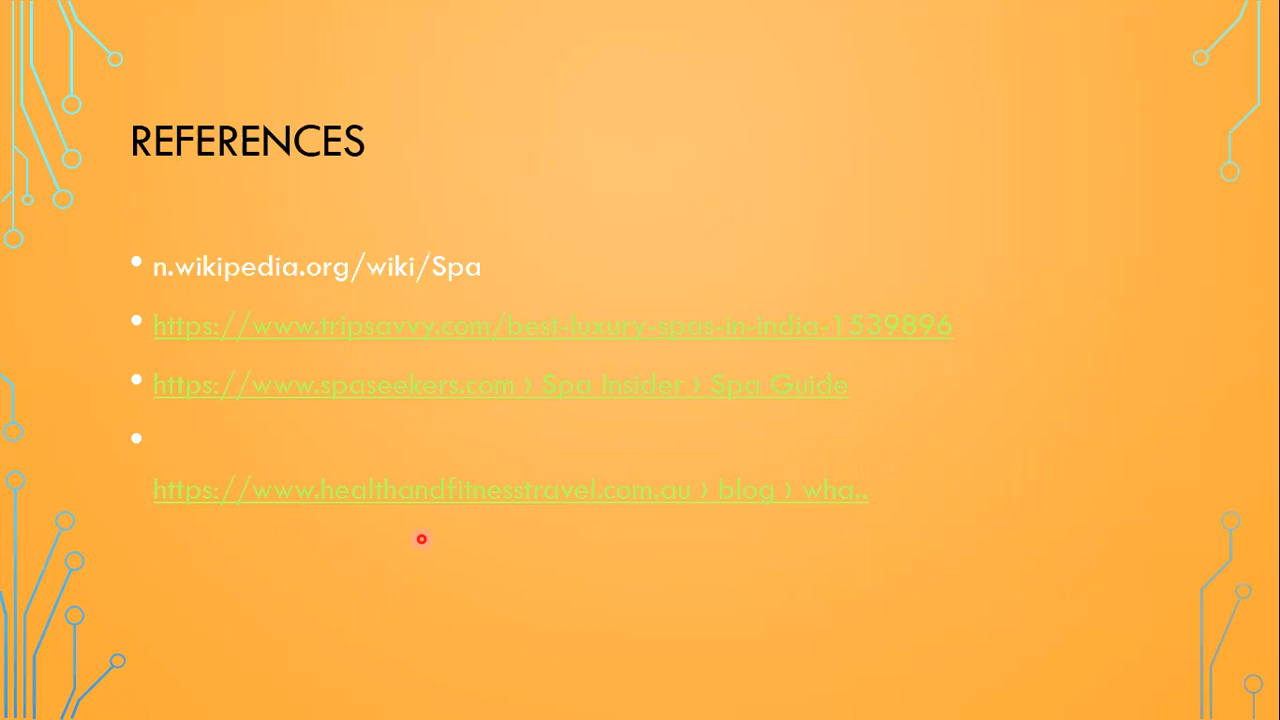 REFERENCES
• n.wikipedia.org/wiki/Spa
• https://www.tripsavvy.com/best-luxury-spas-in-india-1539896
• https://www.spaseekers.com › Spa Insider › Spa Guide
•
https://www.healthandfitnesstravel.com.au › blog › wha..